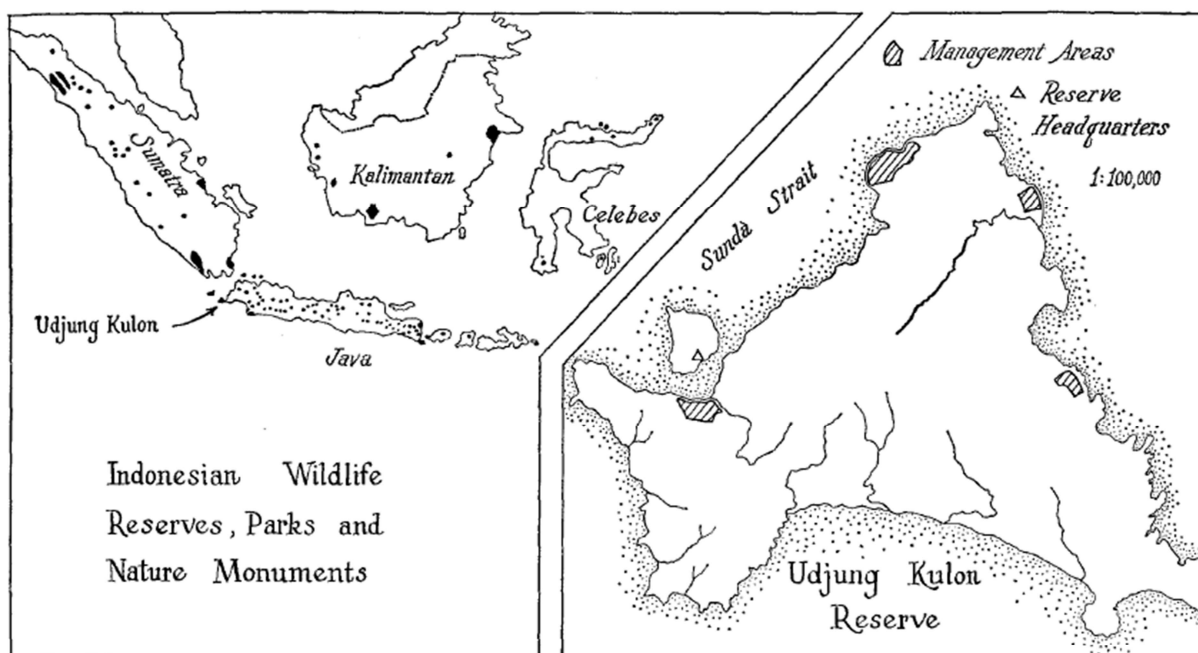 Sumatra
Kalimantan
Celebes
Udjung Kulon
Java
Indonesian Wildlife
Reserves, Parks and
Nature Monuments
Management Areas
Reserve
Headquarters
1:100,000
Sundà Strait
Udjung Kulon
Reserve